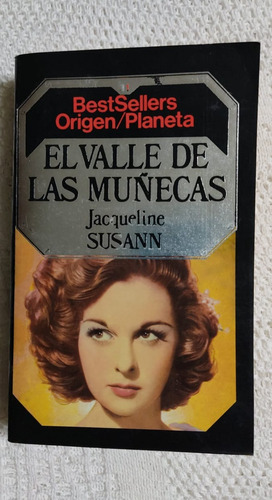 BestSellers
Origen/Planeta
EL VALLE DE
LAS MUÑECAS
Jacqueline
SUSANN